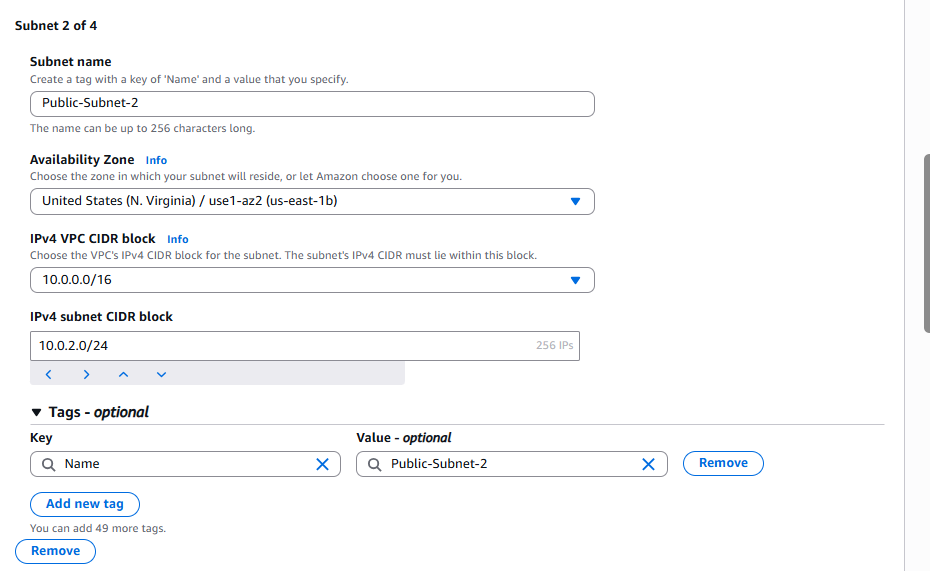 Subnet 2 of 4
Subnet name
Create a tag with a key of 'Name' and a value that you specify.
Public-Subnet-2
The name can be up to 256 characters long.
Availability Zone Info
Choose the zone in which your subnet will reside, or let Amazon choose one for you.
United States (N. Virginia) / use1-az2 (us-east-1b)
IPv4 VPC CIDR block Info
Choose the VPC's IPv4 CIDR block for the subnet. The subnet's IPv4 CIDR must lie within this block.
10.0.0.0/16
IPv4 subnet CIDR block
10.0.2.0/24 256 IPs
Tags - optional
Key Value - optional
Name Public-Subnet-2 Remove
Add new tag
You can add 49 more tags.
Remove